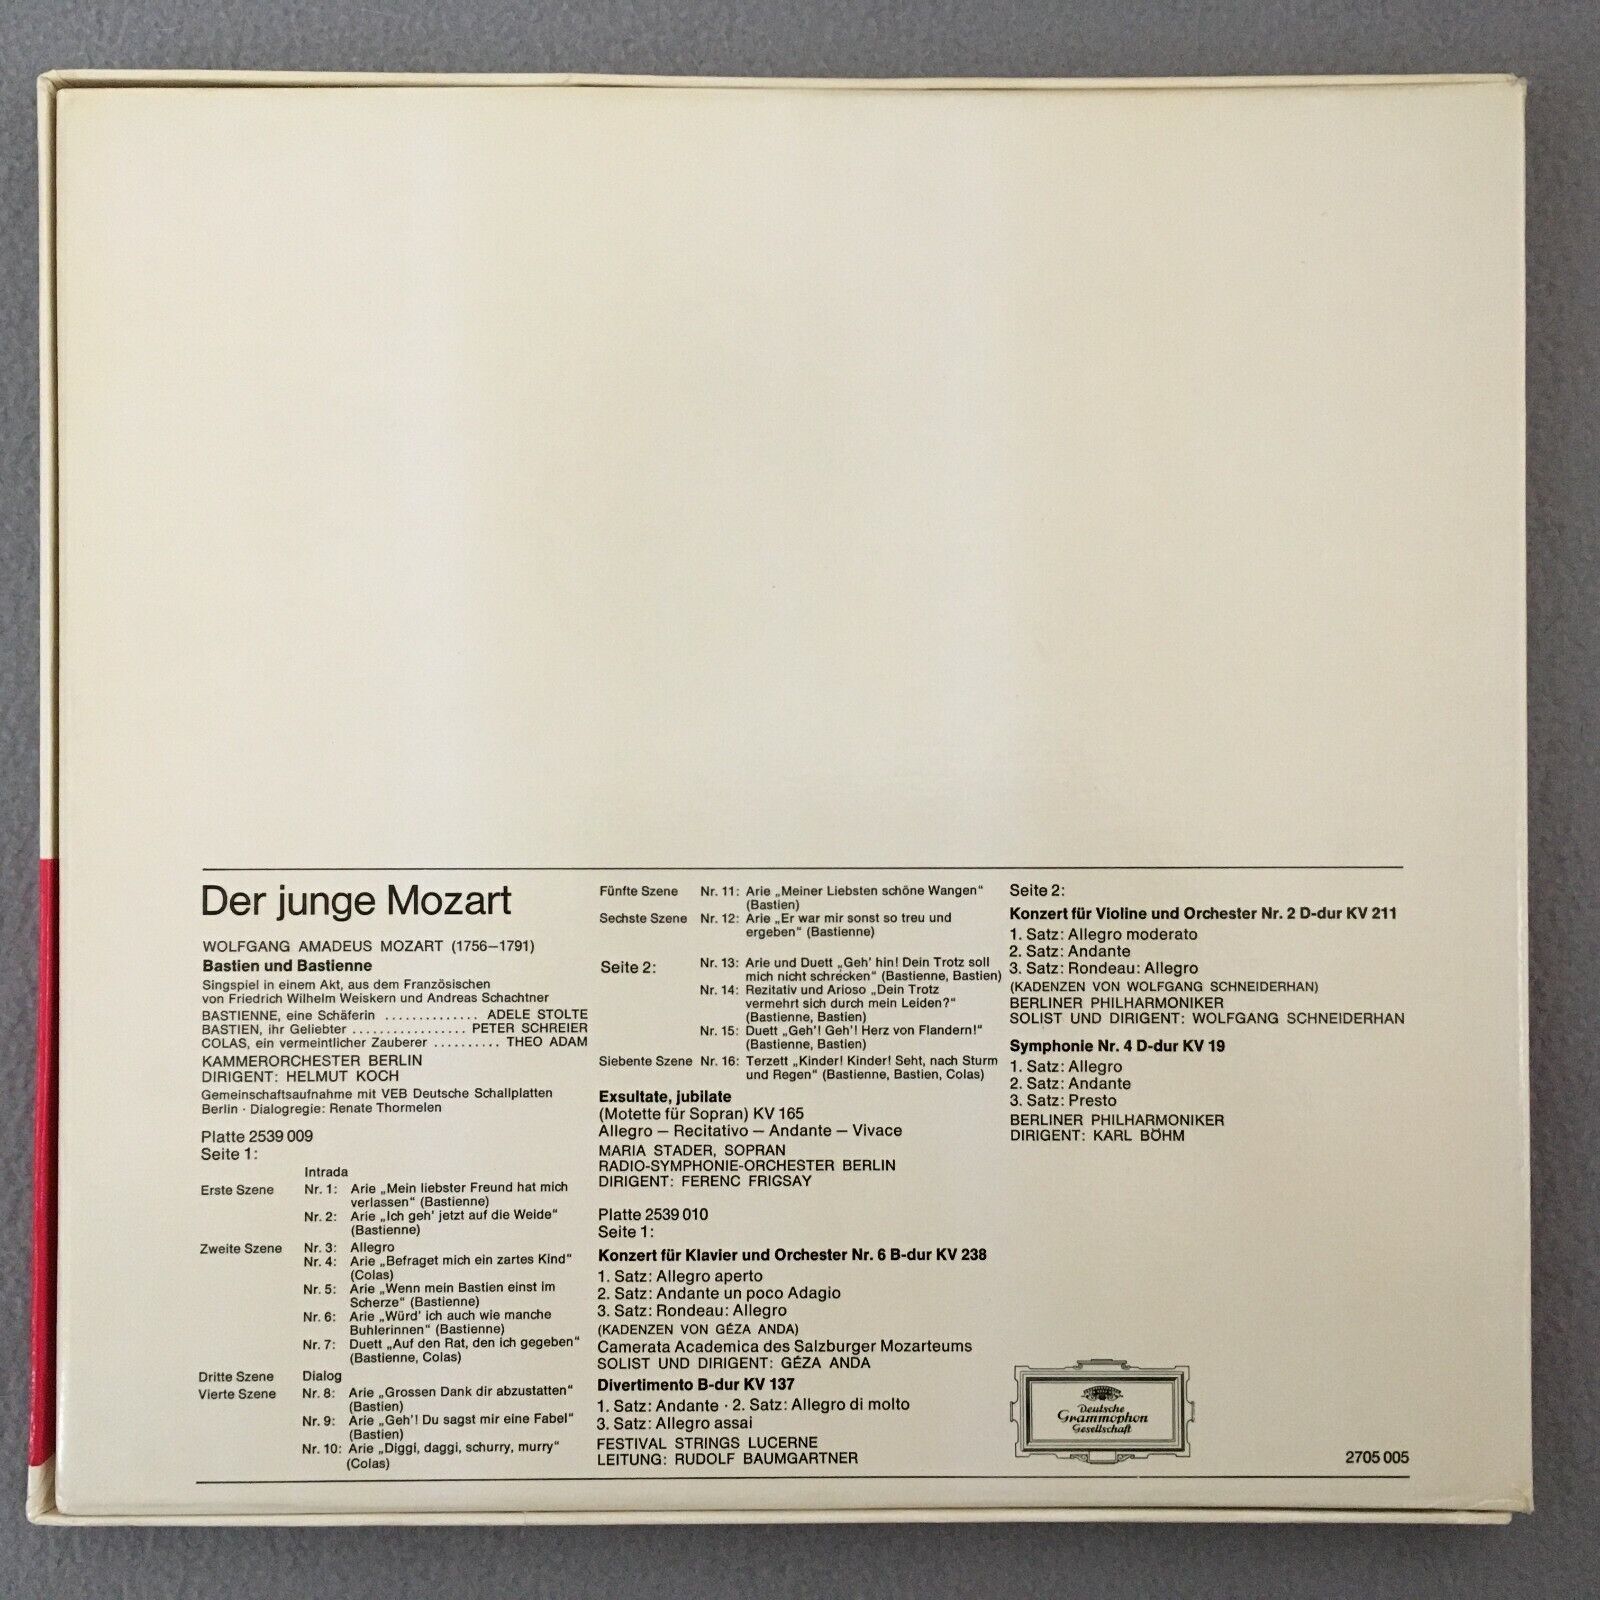 Der junge Mozart
WOLFGANG AMADEUS MOZART (1756–1791)
Bastien und Bastienne
Singspiel in einem Akt, aus dem Französischen
von Friedrich Wilhelm Weiskern und Andreas Schachtner
BASTIENNE, eine Schäferin .............. ADELE STOLTE
BASTIEN, ihr Geliebter ................. PETER SCHREIER
COLAS, ein vermeintlicher Zauberer .......... THEO ADAM
KAMMERORCHESTER BERLIN
DIRIGENT: HELMUT KOCH
Gemeinschaftsaufnahme mit VEB Deutsche Schallplatten
Berlin · Dialogregie: Renate Thormelen
Platte 2539 009
Seite 1:
Intrada
Erste Szene Nr. 1: Arie „Mein liebster Freund hat mich
verlassen“ (Bastienne)
Nr. 2: Arie „Ich geh’ jetzt auf die Weide“
(Bastienne)
Zweite Szene Nr. 3: Allegro
Nr. 4: Arie „Befraget mich ein zartes Kind“
(Colas)
Nr. 5: Arie „Wenn mein Bastien einst im
Scherze“ (Bastienne)
Nr. 6: Arie „Würd’ ich auch wie manche
Buhlerinnen“ (Bastienne)
Nr. 7: Duett „Auf den Rat, den ich gegeben“
(Bastienne, Colas)
Dritte Szene Dialog
Vierte Szene Nr. 8: Arie „Grossen Dank dir abzustatten“
(Bastien)
Nr. 9: Arie „Geh’! Du sagst mir eine Fabel“
(Bastien)
Nr. 10: Arie „Diggi, daggi, schurry, murry“
(Colas)
Fünfte Szene Nr. 11: Arie „Meiner Liebsten schöne Wangen“
(Bastien)
Sechste Szene Nr. 12: Arie „Er war mir sonst so treu und
ergeben“ (Bastienne)
Seite 2: Nr. 13: Arie und Duett „Geh’ hin! Dein Trotz soll
mich nicht schrecken“ (Bastienne, Bastien)
Nr. 14: Rezitativ und Arioso „Dein Trotz
vermehrt sich durch mein Leiden?“
(Bastienne, Bastien)
Nr. 15: Duett „Geh’! Geh’! Herz von Flandern!“
(Bastienne, Bastien)
Siebente Szene Nr. 16: Terzett „Kinder! Kinder! Seht, nach Sturm
und Regen“ (Bastienne, Bastien, Colas)
Exsultate, jubilate
(Motette für Sopran) KV 165
Allegro – Recitativo – Andante – Vivace
MARIA STADER, SOPRAN
RADIO-SYMPHONIE-ORCHESTER BERLIN
DIRIGENT: FERENC FRIGSAY
Platte 2539 010
Seite 1:
Konzert für Klavier und Orchester Nr. 6 B-dur KV 238
1. Satz: Allegro aperto
2. Satz: Andante un poco Adagio
3. Satz: Rondeau: Allegro
(KADENZEN VON GÉZA ANDA)
Camerata Academica des Salzburger Mozarteums
SOLIST UND DIRIGENT: GÉZA ANDA
Divertimento B-dur KV 137
1. Satz: Andante · 2. Satz: Allegro di molto
3. Satz: Allegro assai
FESTIVAL STRINGS LUCERNE
LEITUNG: RUDOLF BAUMGARTNER
Seite 2:
Konzert für Violine und Orchester Nr. 2 D-dur KV 211
1. Satz: Allegro moderato
2. Satz: Andante
3. Satz: Rondeau: Allegro
(KADENZEN VON WOLFGANG SCHNEIDERHAN)
BERLINER PHILHARMONIKER
SOLIST UND DIRIGENT: WOLFGANG SCHNEIDERHAN
Symphonie Nr. 4 D-dur KV 19
1. Satz: Allegro
2. Satz: Andante
3. Satz: Presto
BERLINER PHILHARMONIKER
DIRIGENT: KARL BÖHM
Deutsche
Grammophon
Gesellschaft
2705 005